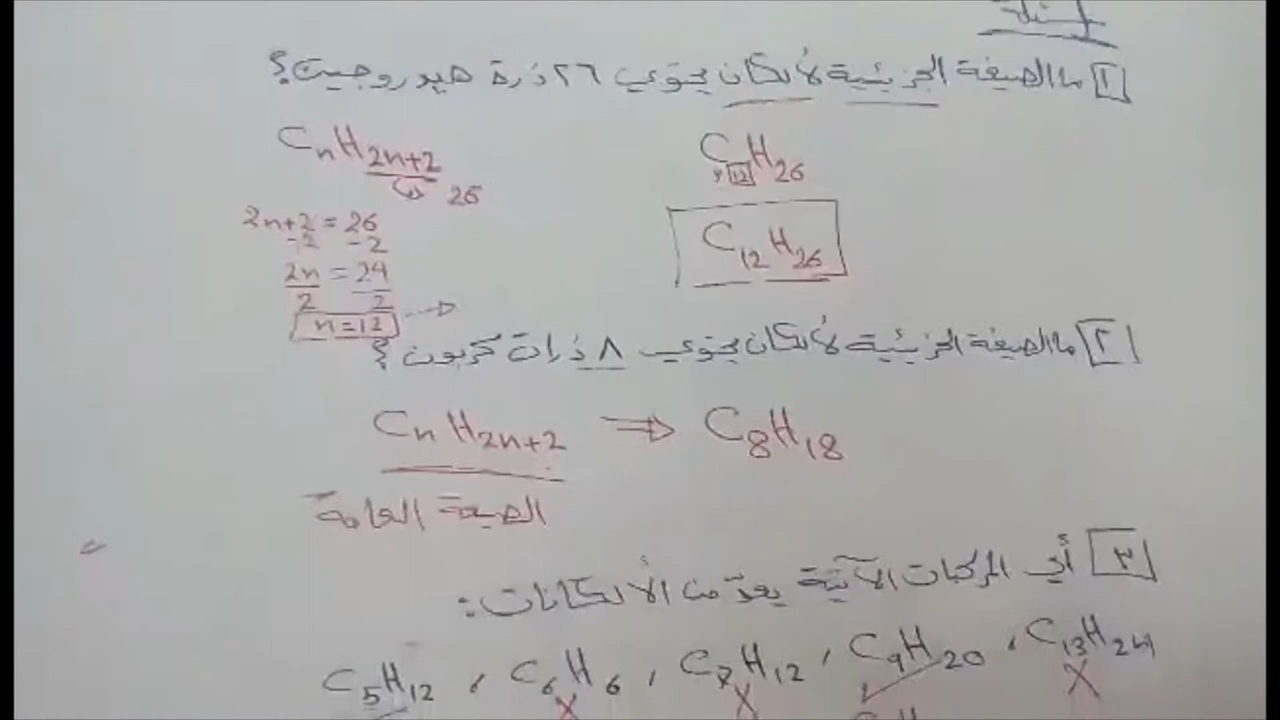 أسئلة
١ ما الصيغة الجزيئية لألكان يحتوي ٢٦ ذرة هيدروجين؟
CnH2n+2
26
2n+2 = 26
-2 -2
2n = 24
2 2
n=12
C12H26
C12H26
٢ ما الصيغة الجزيئية لألكان يحتوي ٨ ذرات كربون؟
CnH2n+2 ⇒ C8H18
الصيغة العامة
٣ أي المركبات الآتية يعد من الألكانات:
C13H24 ، C9H20 ، C7H12 ، C6H6 ، C5H12
X X X